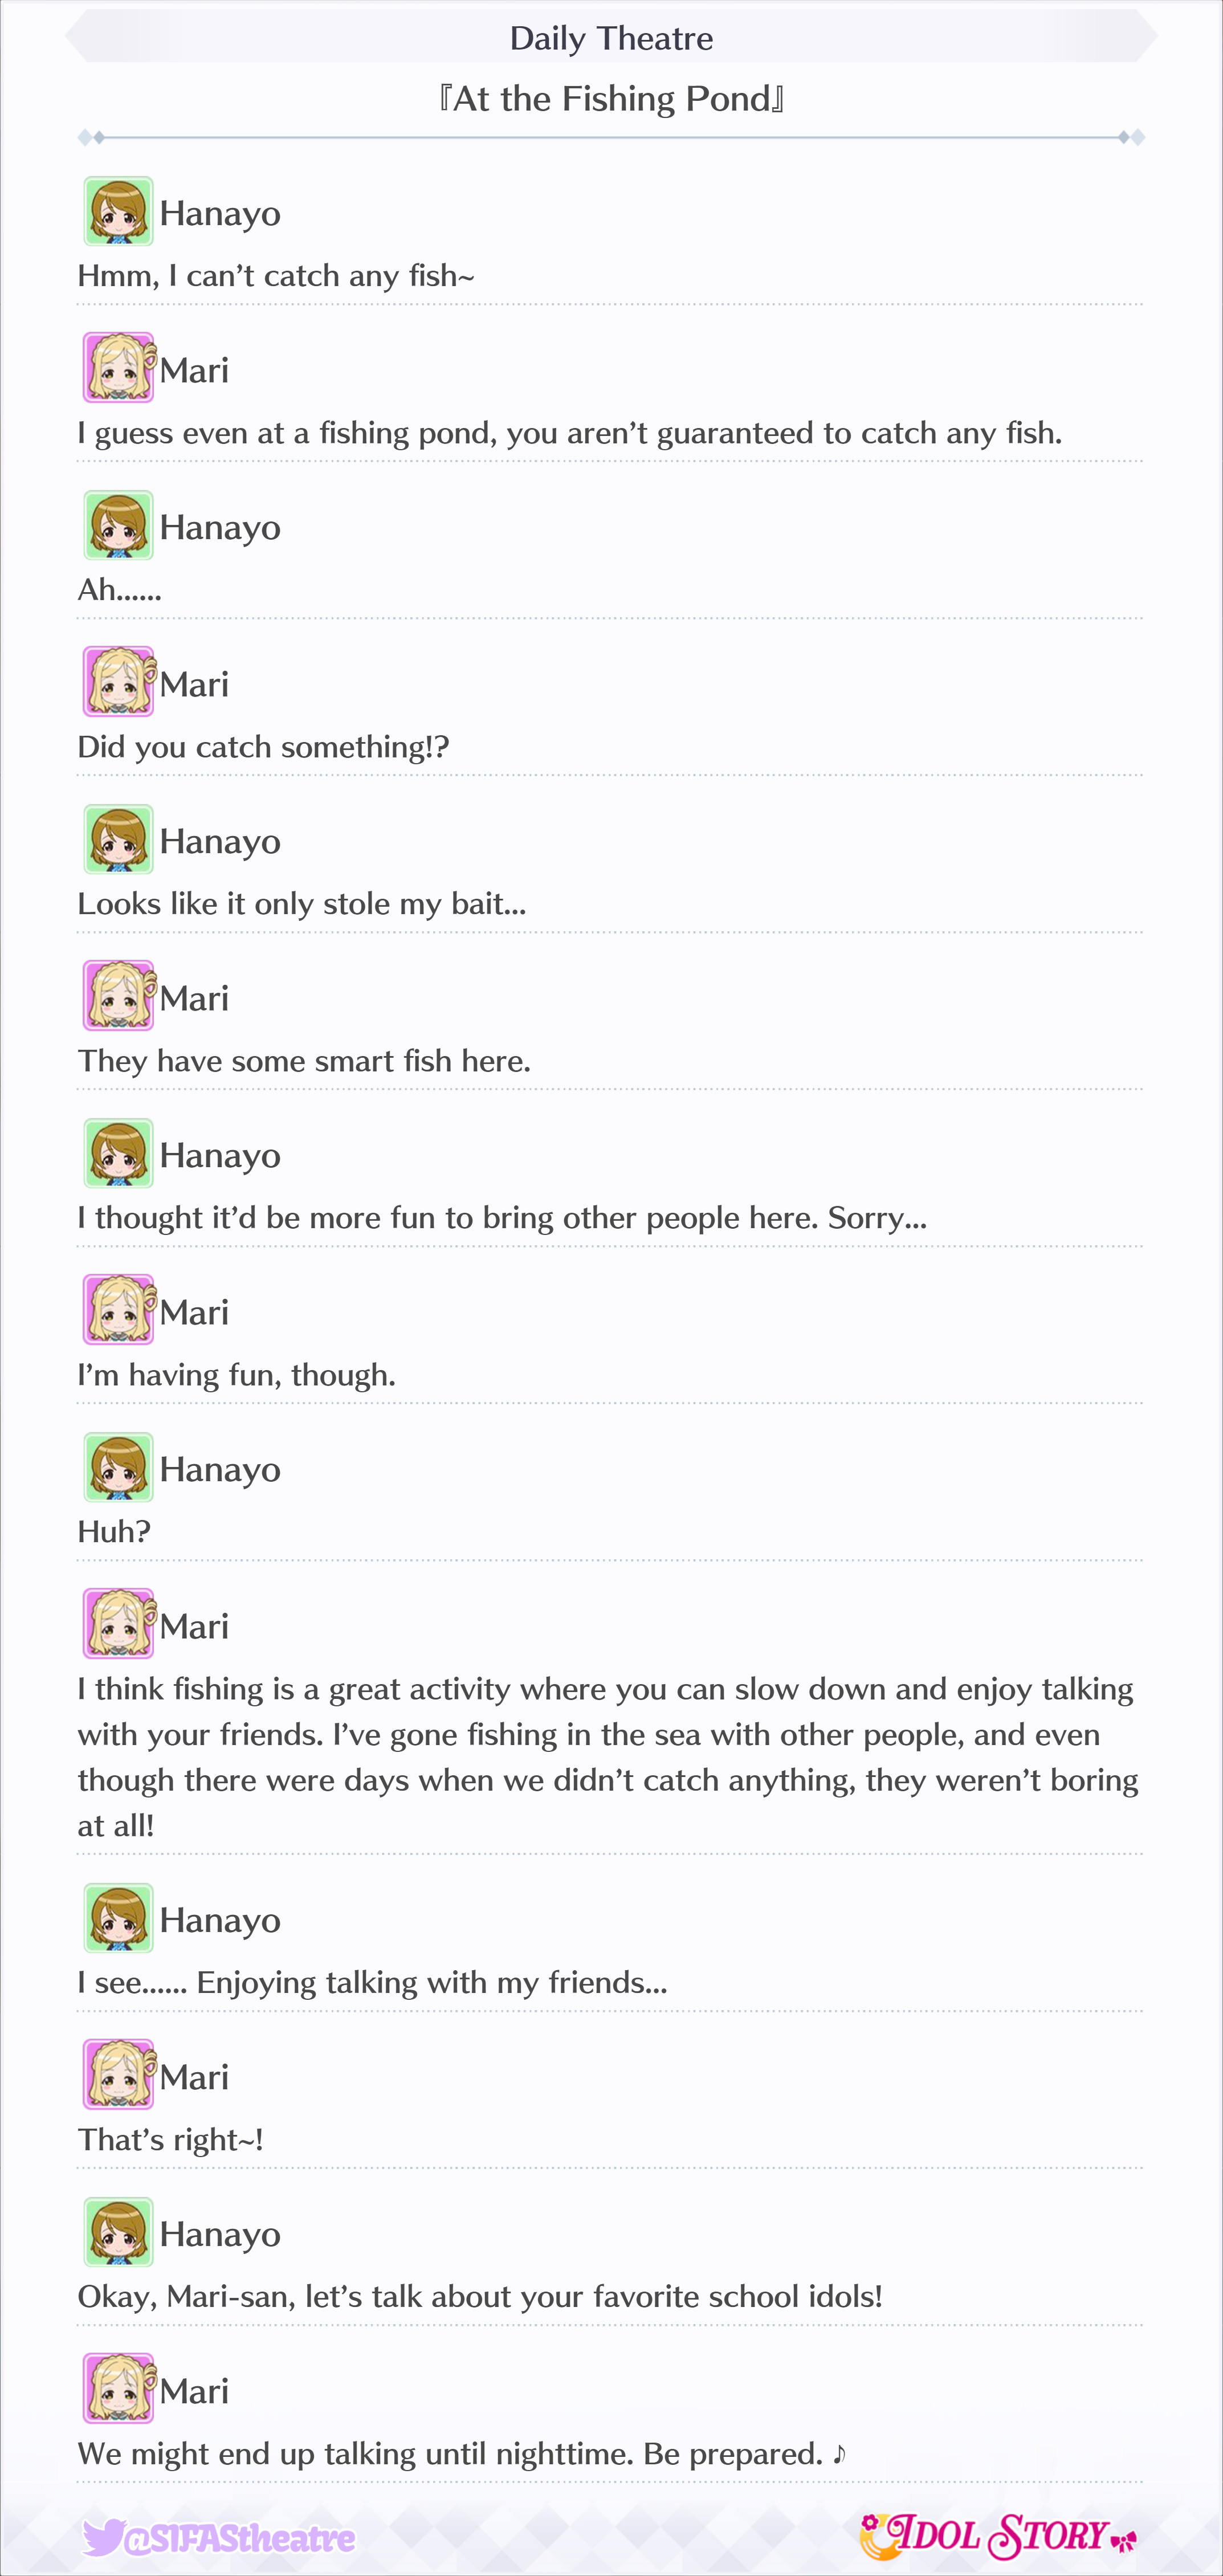 Daily Theatre
『At the Fishing Pond』
Hanayo
Hmm, I can’t catch any fish~
Mari
I guess even at a fishing pond, you aren’t guaranteed to catch any fish.
Hanayo
Ah......
Mari
Did you catch something!?
Hanayo
Looks like it only stole my bait...
Mari
They have some smart fish here.
Hanayo
I thought it’d be more fun to bring other people here. Sorry...
Mari
I’m having fun, though.
Hanayo
Huh?
Mari
I think fishing is a great activity where you can slow down and enjoy talking
with your friends. I’ve gone fishing in the sea with other people, and even
though there were days when we didn’t catch anything, they weren’t boring
at all!
Hanayo
I see...... Enjoying talking with my friends...
Mari
That’s right~!
Hanayo
Okay, Mari-san, let’s talk about your favorite school idols!
Mari
We might end up talking until nighttime. Be prepared. ♪
@SIFAStheatre
IDOL STORY